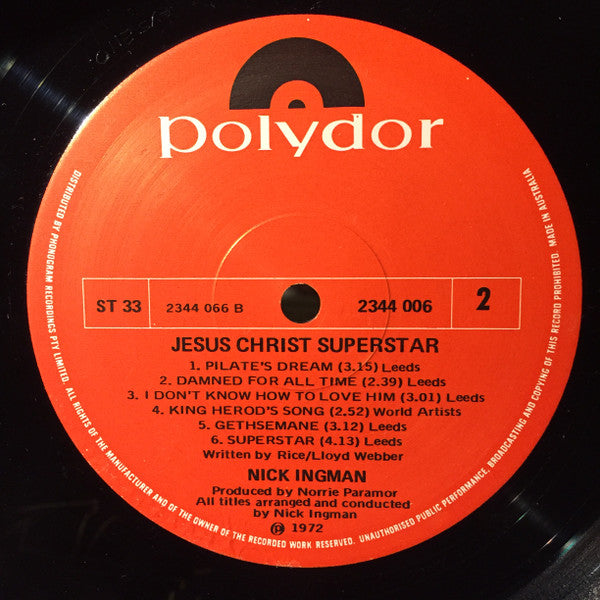 polydor
ST 33
2344 066 B
2344 006
2
JESUS CHRIST SUPERSTAR
1. PILATE'S DREAM (3.15) Leeds
2. DAMNED FOR ALL TIME (2.39) Leeds
3. I DON'T KNOW HOW TO LOVE HIM (3.01) Leeds
4. KING HEROD'S SONG (2.52) World Artists
5. GETHSEMANE (3.12) Leeds
6. SUPERSTAR (4.13) Leeds
Written by Rice/Lloyd Webber
NICK INGMAN
Produced by Norrie Paramor
All titles arranged and conducted
by Nick Ingman
℗ 1972
DISTRIBUTED BY PHONOGRAM RECORDINGS PTY LIMITED. ALL RIGHTS OF THE MANUFACTURER AND OF THE OWNER OF THE RECORDED WORK RESERVED. UNAUTHORISED PUBLIC PERFORMANCE, BROADCASTING AND COPYING OF THIS RECORD PROHIBITED. MADE IN AUSTRALIA